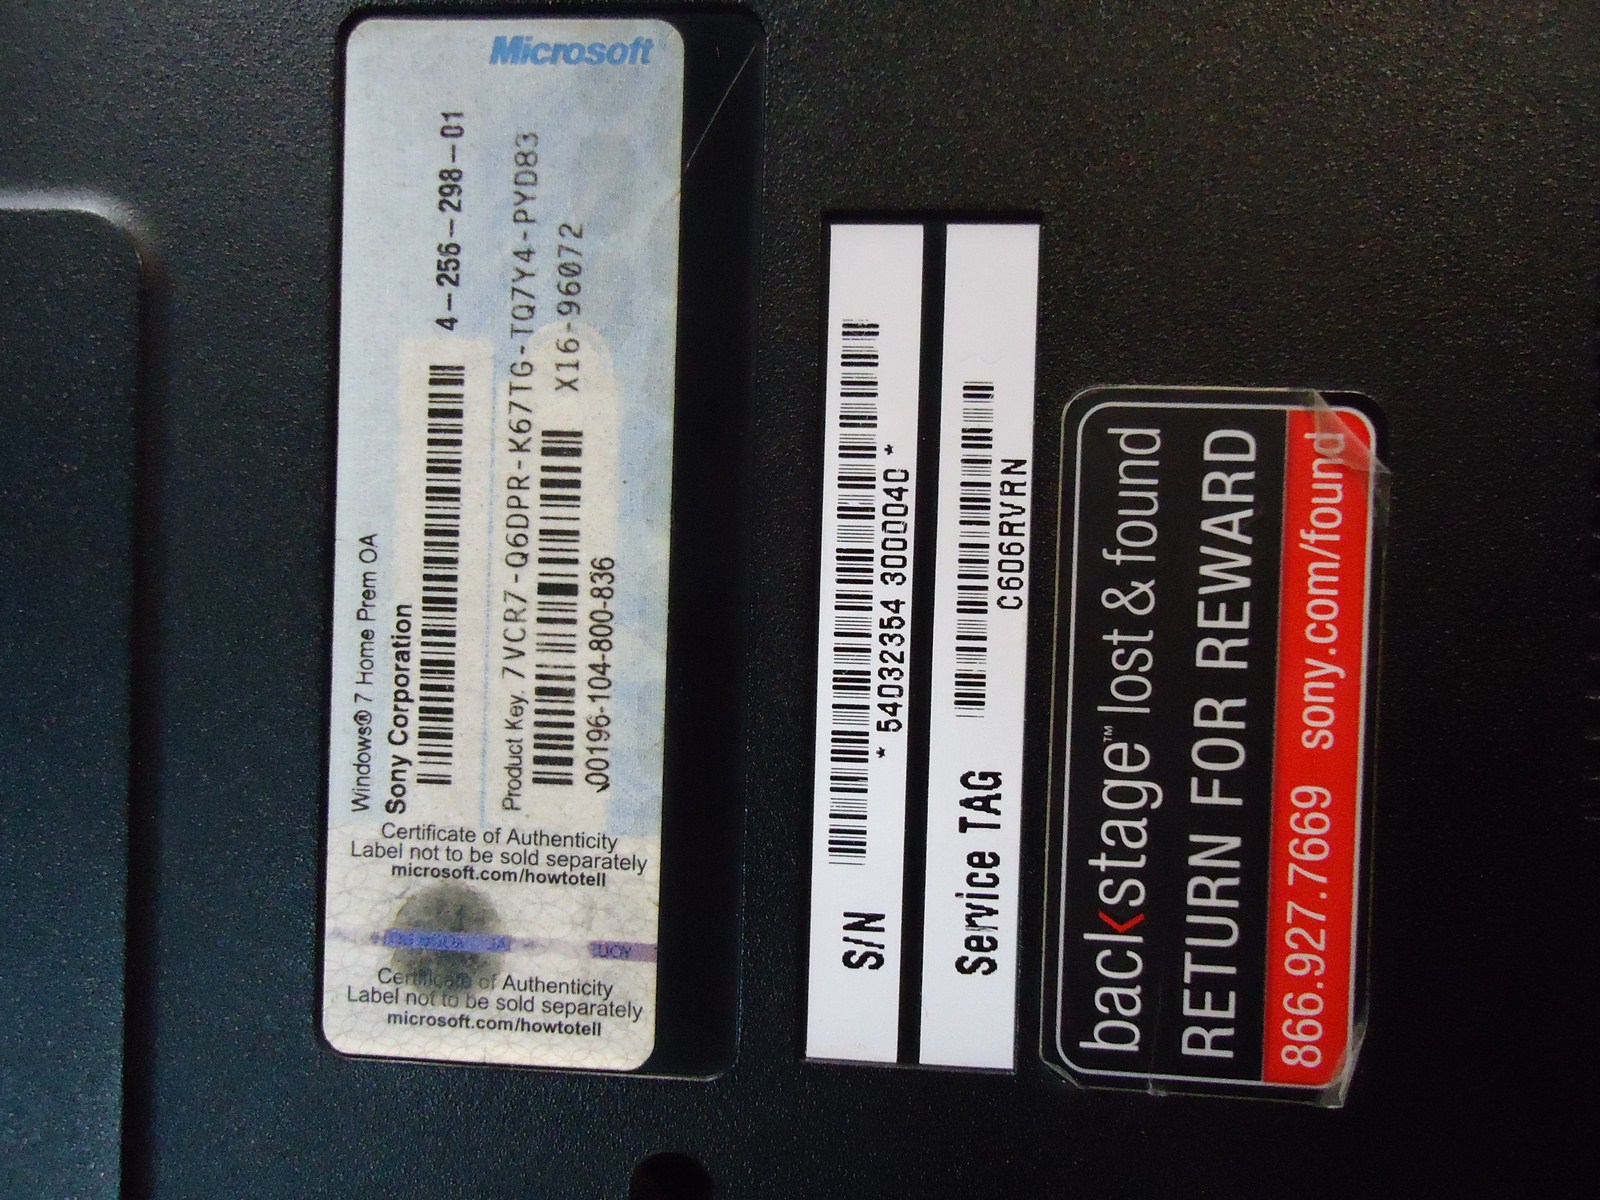 Microsoft
Windows® 7 Home Prem OA
Sony Corporation
4-256-298-01
Product Key: 7VCR7-Q6DPR-K67TG-TQ7Y4-PYD83
X16-96072
00196-104-800-836
Certificate of Authenticity
Label not to be sold separately
microsoft.com/howtotell
Certificate of Authenticity
Label not to be sold separately
microsoft.com/howtotell
S/N
* 54032354 3000040 *
Service TAG
C606RVRN
backstage™ lost & found
RETURN FOR REWARD
866.927.7669 sony.com/found